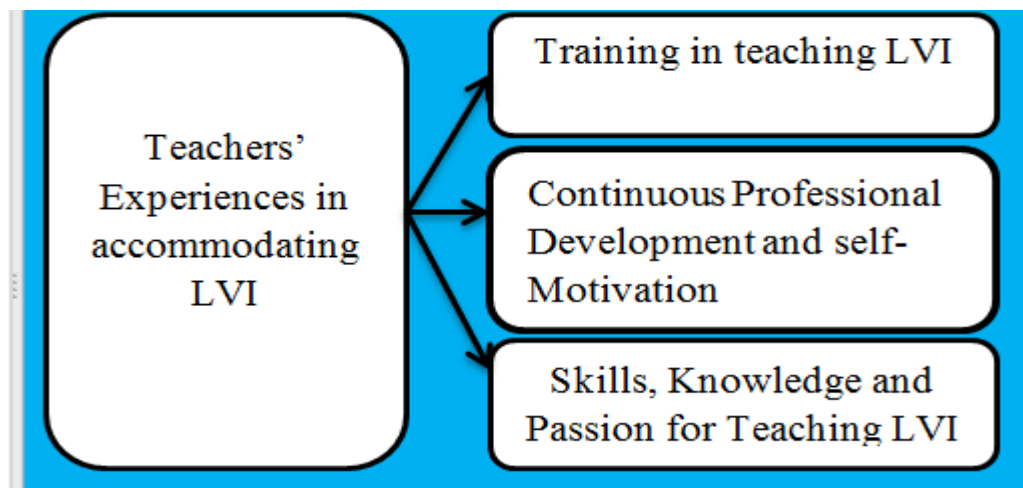 Teachers’
Experiences in
accommodating
LVI
Training in teaching LVI
Continuous Professional
Development and self-
Motivation
Skills, Knowledge and
Passion for Teaching LVI